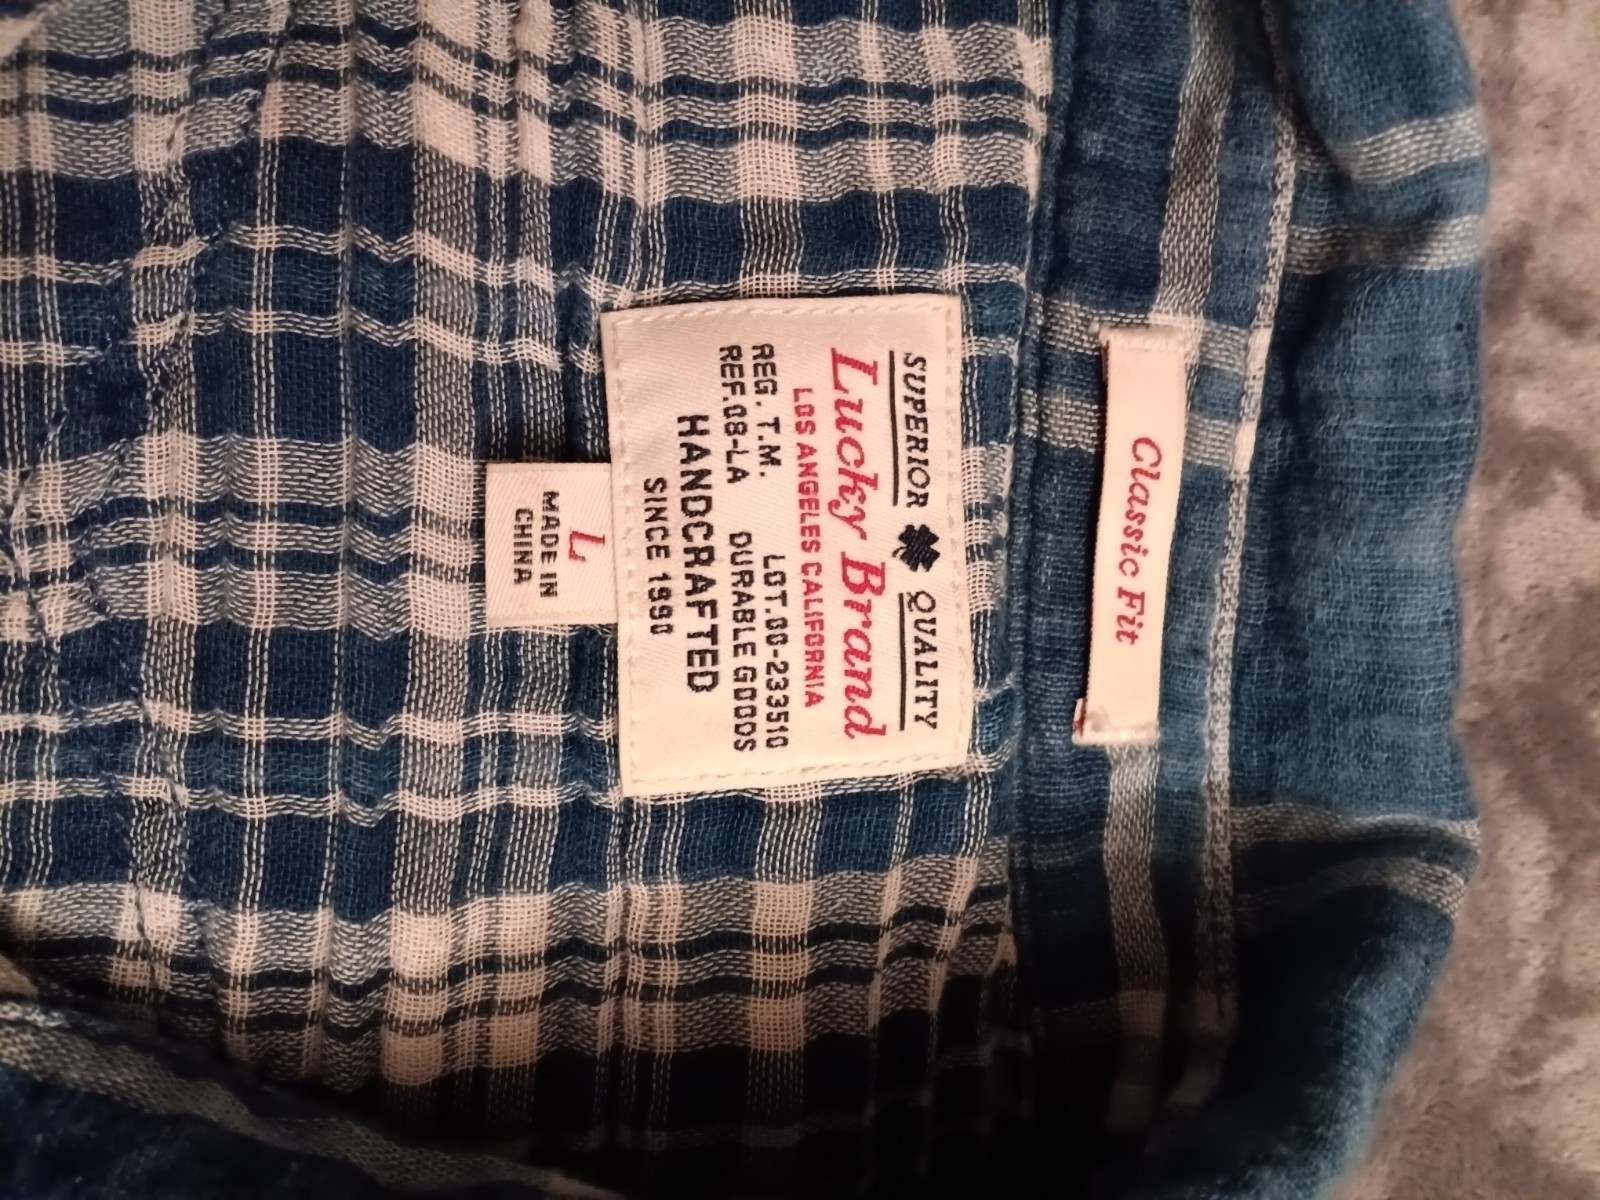 Classic Fit
SUPERIOR QUALITY
Lucky Brand
LOS ANGELES CALIFORNIA
REG. T.M. LOT.00-233510
REF.08-LA DURABLE GOODS
HANDCRAFTED
SINCE 1990
L
MADE IN
CHINA